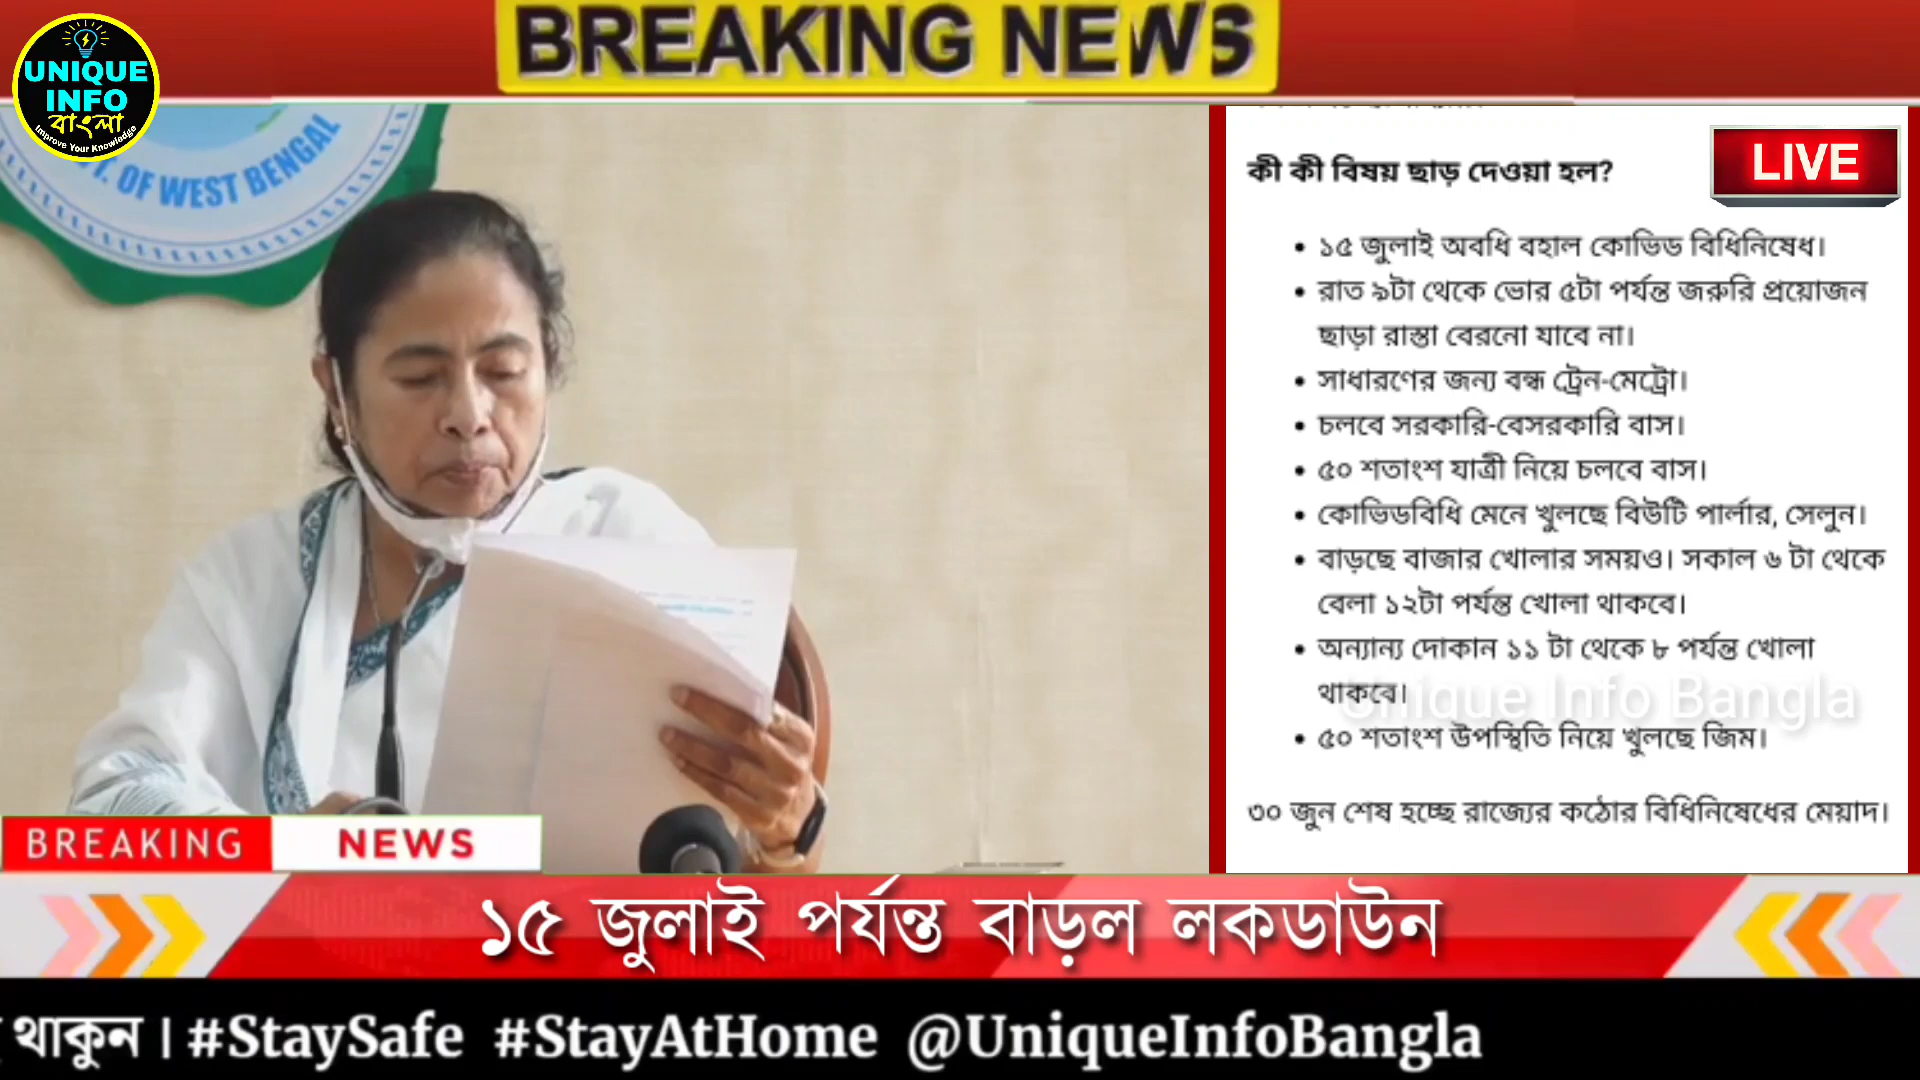 BREAKING NEWS
UNIQUE
INFO
বাংলা
Improve Your Knowledge
OF WEST BENGAL
LIVE
কী কী বিষয় ছাড় দেওয়া হল?
• ১৫ জুলাই অবধি বহাল কোভিড বিধিনিষেধ।
• রাত ৯টা থেকে ভোর ৫টা পর্যন্ত জরুরি প্রয়োজন
ছাড়া রাস্তা বেরনো যাবে না।
• সাধারণের জন্য বন্ধ ট্রেন-মেট্রো।
• চলবে সরকারি-বেসরকারি বাস।
• ৫০ শতাংশ যাত্রী নিয়ে চলবে বাস।
• কোভিডবিধি মেনে খুলছে বিউটি পার্লার, সেলুন।
• বাড়ছে বাজার খোলার সময়ও। সকাল ৬ টা থেকে
বেলা ১২টা পর্যন্ত খোলা থাকবে।
• অন্যান্য দোকান ১১ টা থেকে ৮ পর্যন্ত খোলা
থাকবে।
Unique Info Bangla
• ৫০ শতাংশ উপস্থিতি নিয়ে খুলছে জিম।
৩০ জুন শেষ হচ্ছে রাজ্যের কঠোর বিধিনিষেধের মেয়াদ।
BREAKING NEWS
১৫ জুলাই পর্যন্ত বাড়ল লকডাউন
থাকুন । #StaySafe #StayAtHome @UniqueInfoBangla